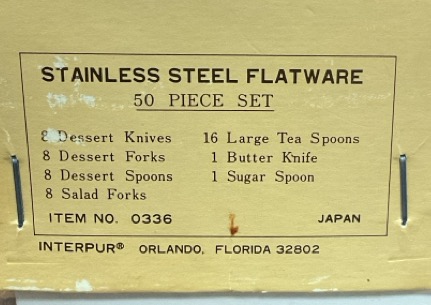 STAINLESS STEEL FLATWARE
50 PIECE SET
8 Dessert Knives
8 Dessert Forks
8 Dessert Spoons
8 Salad Forks
16 Large Tea Spoons
1 Butter Knife
1 Sugar Spoon
ITEM NO. 0336 JAPAN
INTERPUR® ORLANDO, FLORIDA 32802